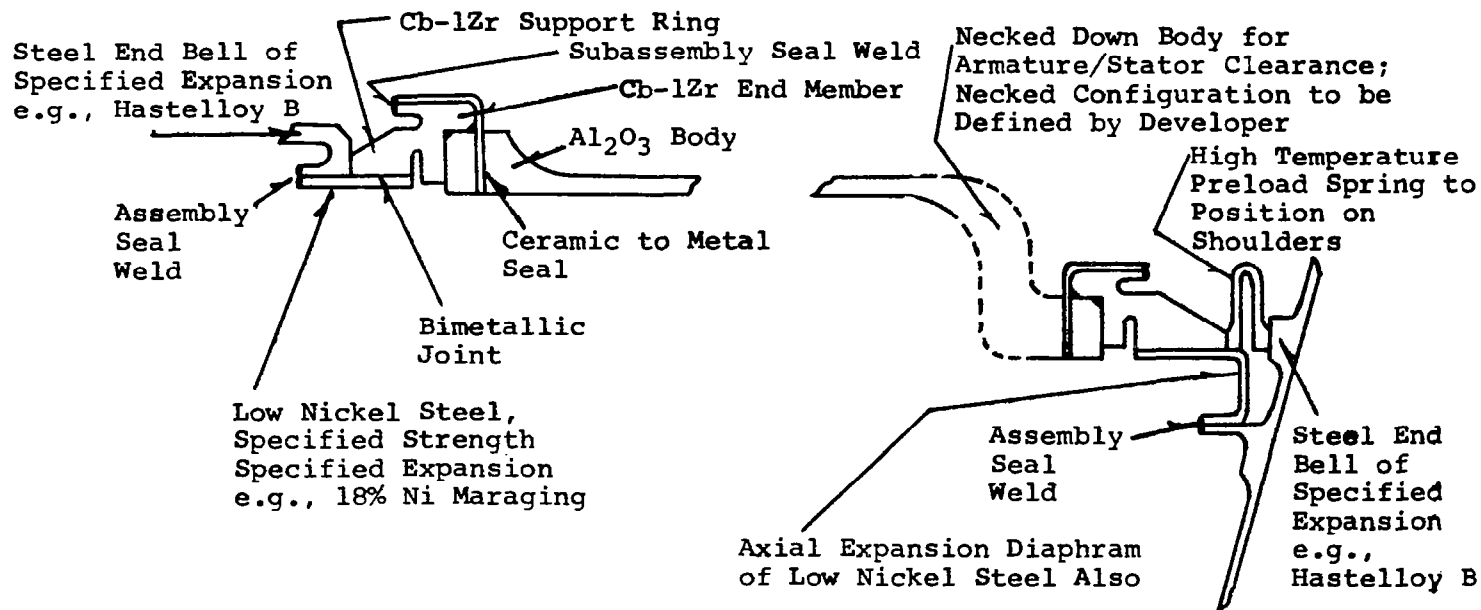 Cb-1Zr Support Ring
Steel End Bell of
Specified Expansion
e.g., Hastelloy B
Subassembly Seal Weld
Cb-1Zr End Member
Al₂O₃ Body
Assembly
Seal
Weld
Ceramic to Metal
Seal
Bimetallic
Joint
Low Nickel Steel,
Specified Strength
Specified Expansion
e.g., 18% Ni Maraging
Necked Down Body for
Armature/Stator Clearance;
Necked Configuration to be
Defined by Developer
High Temperature
Preload Spring to
Position on
Shoulders
Assembly
Seal
Weld
Steel End
Bell of
Specified
Expansion
e.g.,
Hastelloy B
Axial Expansion Diaphram
of Low Nickel Steel Also